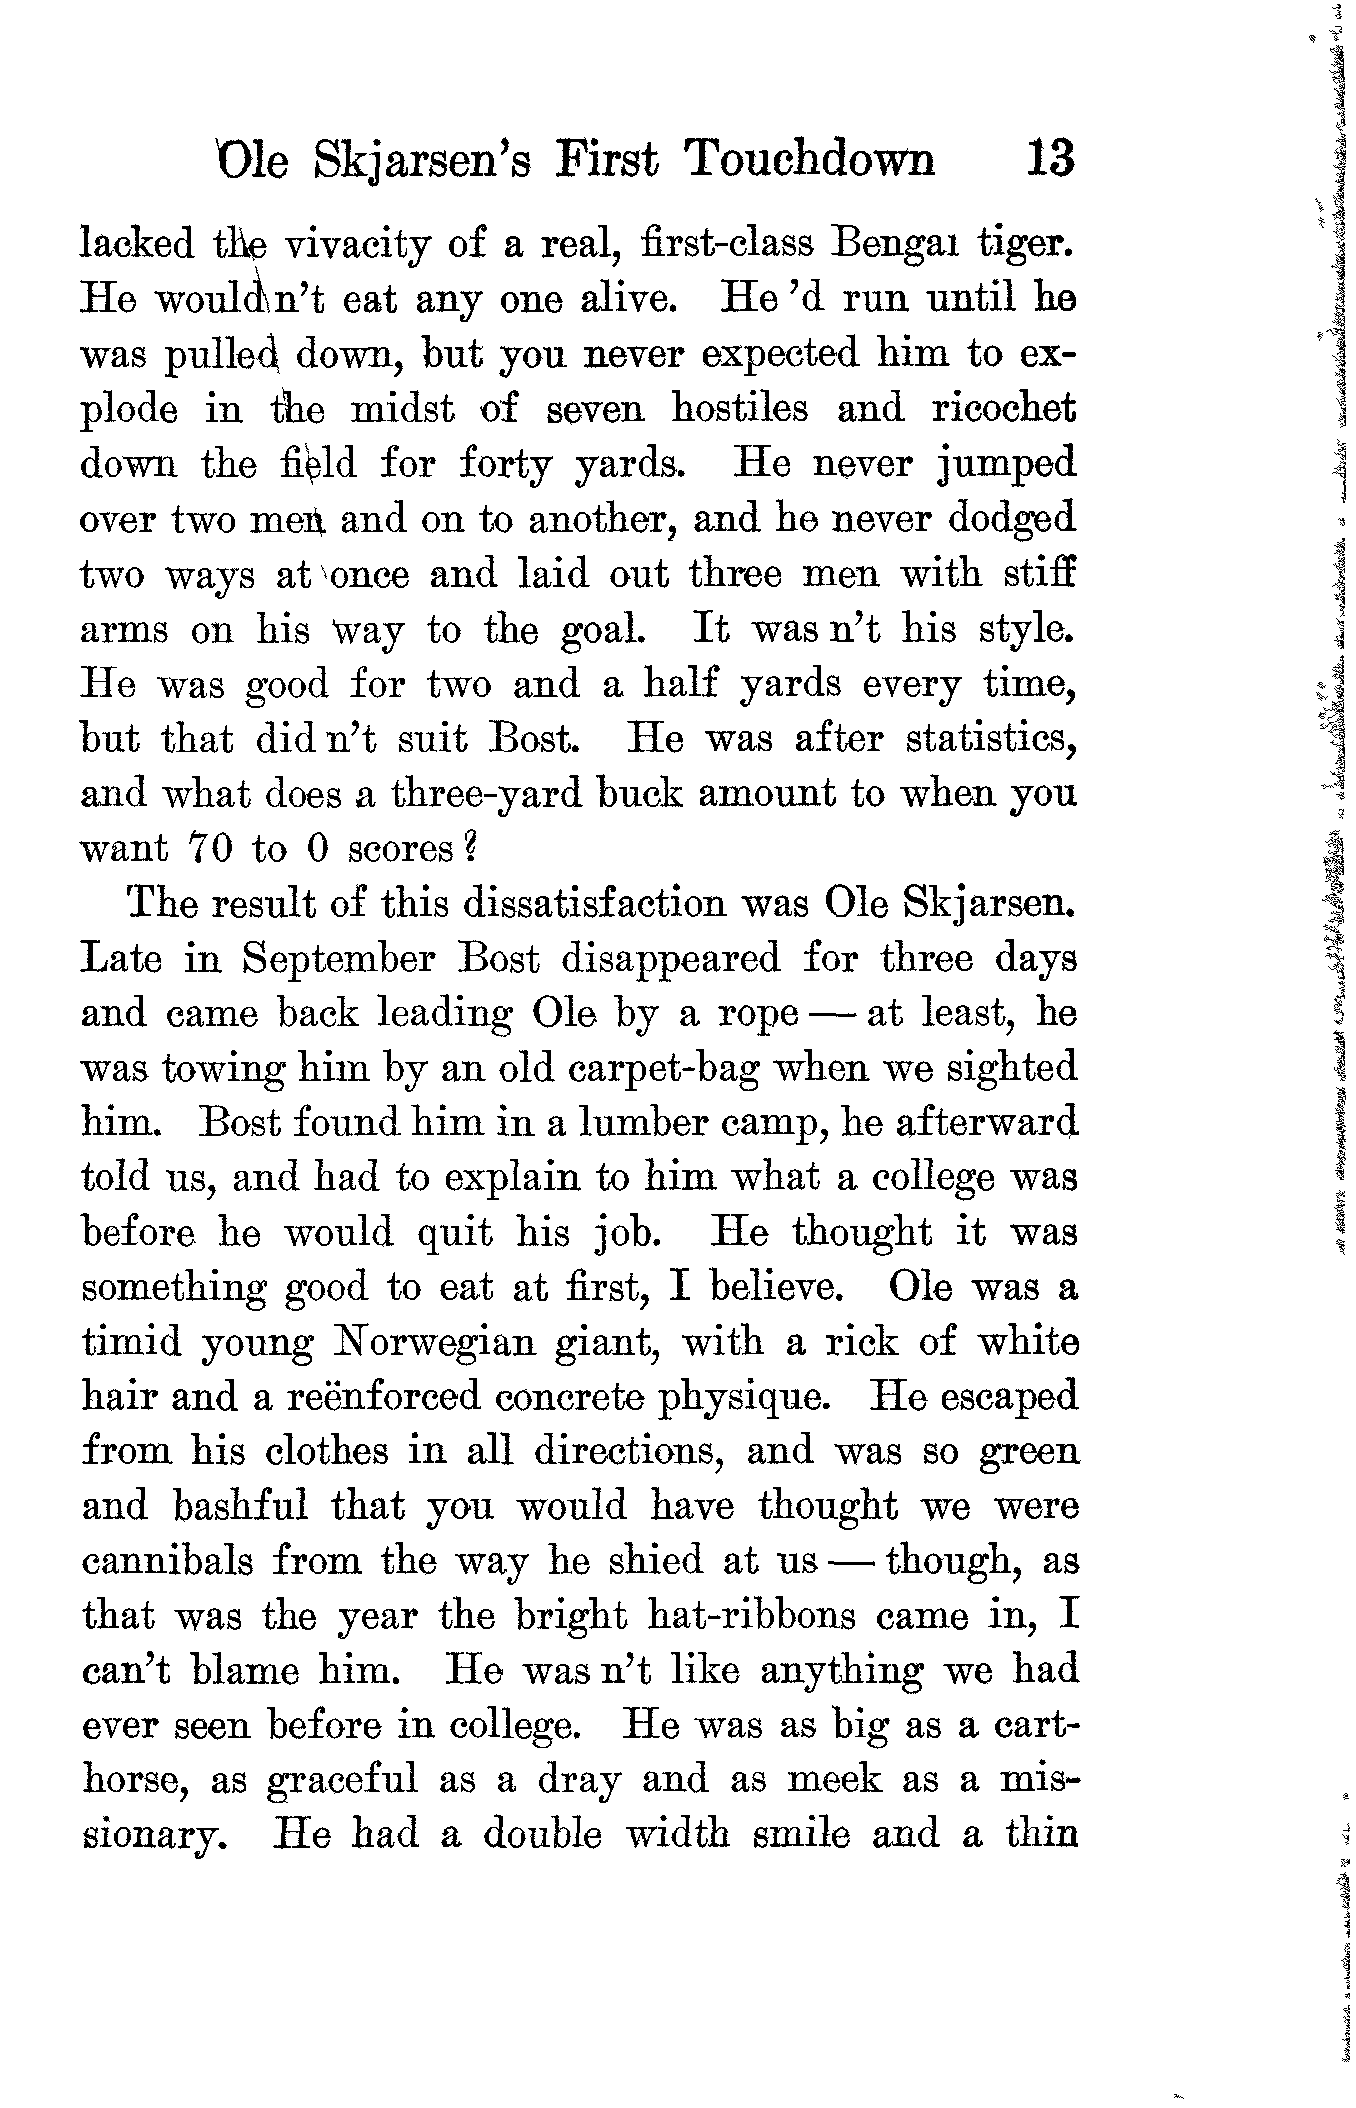 Ole Skjarsen's First Touchdown 13
lacked the vivacity of a real, first-class Bengal tiger.
He would n't eat any one alive. He 'd run until he
was pulled down, but you never expected him to ex-
plode in the midst of seven hostiles and ricochet
down the field for forty yards. He never jumped
over two men and on to another, and he never dodged
two ways at once and laid out three men with stiff
arms on his way to the goal. It was n't his style.
He was good for two and a half yards every time,
but that did n't suit Bost. He was after statistics,
and what does a three-yard buck amount to when you
want 70 to 0 scores?
The result of this dissatisfaction was Ole Skjarsen.
Late in September Bost disappeared for three days
and came back leading Ole by a rope — at least, he
was towing him by an old carpet-bag when we sighted
him. Bost found him in a lumber camp, he afterward
told us, and had to explain to him what a college was
before he would quit his job. He thought it was
something good to eat at first, I believe. Ole was a
timid young Norwegian giant, with a rick of white
hair and a reënforced concrete physique. He escaped
from his clothes in all directions, and was so green
and bashful that you would have thought we were
cannibals from the way he shied at us — though, as
that was the year the bright hat-ribbons came in, I
can't blame him. He was n't like anything we had
ever seen before in college. He was as big as a cart-
horse, as graceful as a dray and as meek as a mis-
sionary. He had a double width smile and a thin